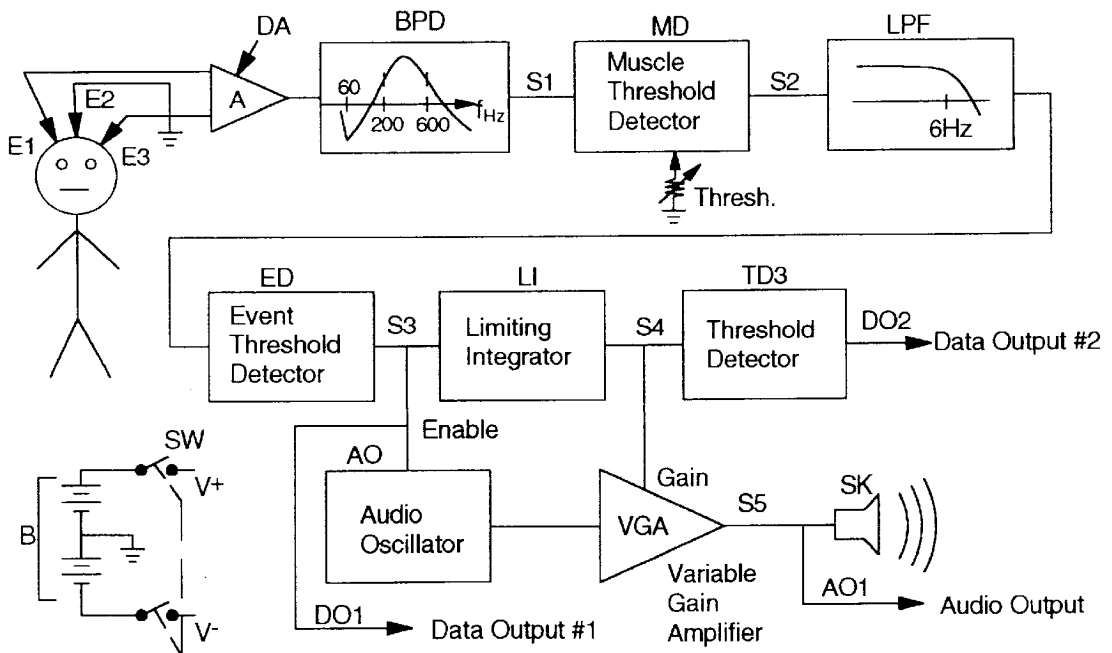 DA
BPD
MD
LPF
E1
E2
E3
A
60
200
600
fHz
S1
Muscle
Threshold
Detector
S2
6Hz
Thresh.
ED
Event
Threshold
Detector
S3
LI
Limiting
Integrator
S4
TD3
Threshold
Detector
DO2
Data Output #2
Enable
AO
Audio
Oscillator
Gain
VGA
Variable
Gain
Amplifier
S5
SK
AO1
Audio Output
DO1
Data Output #1
SW
V+
B
V-